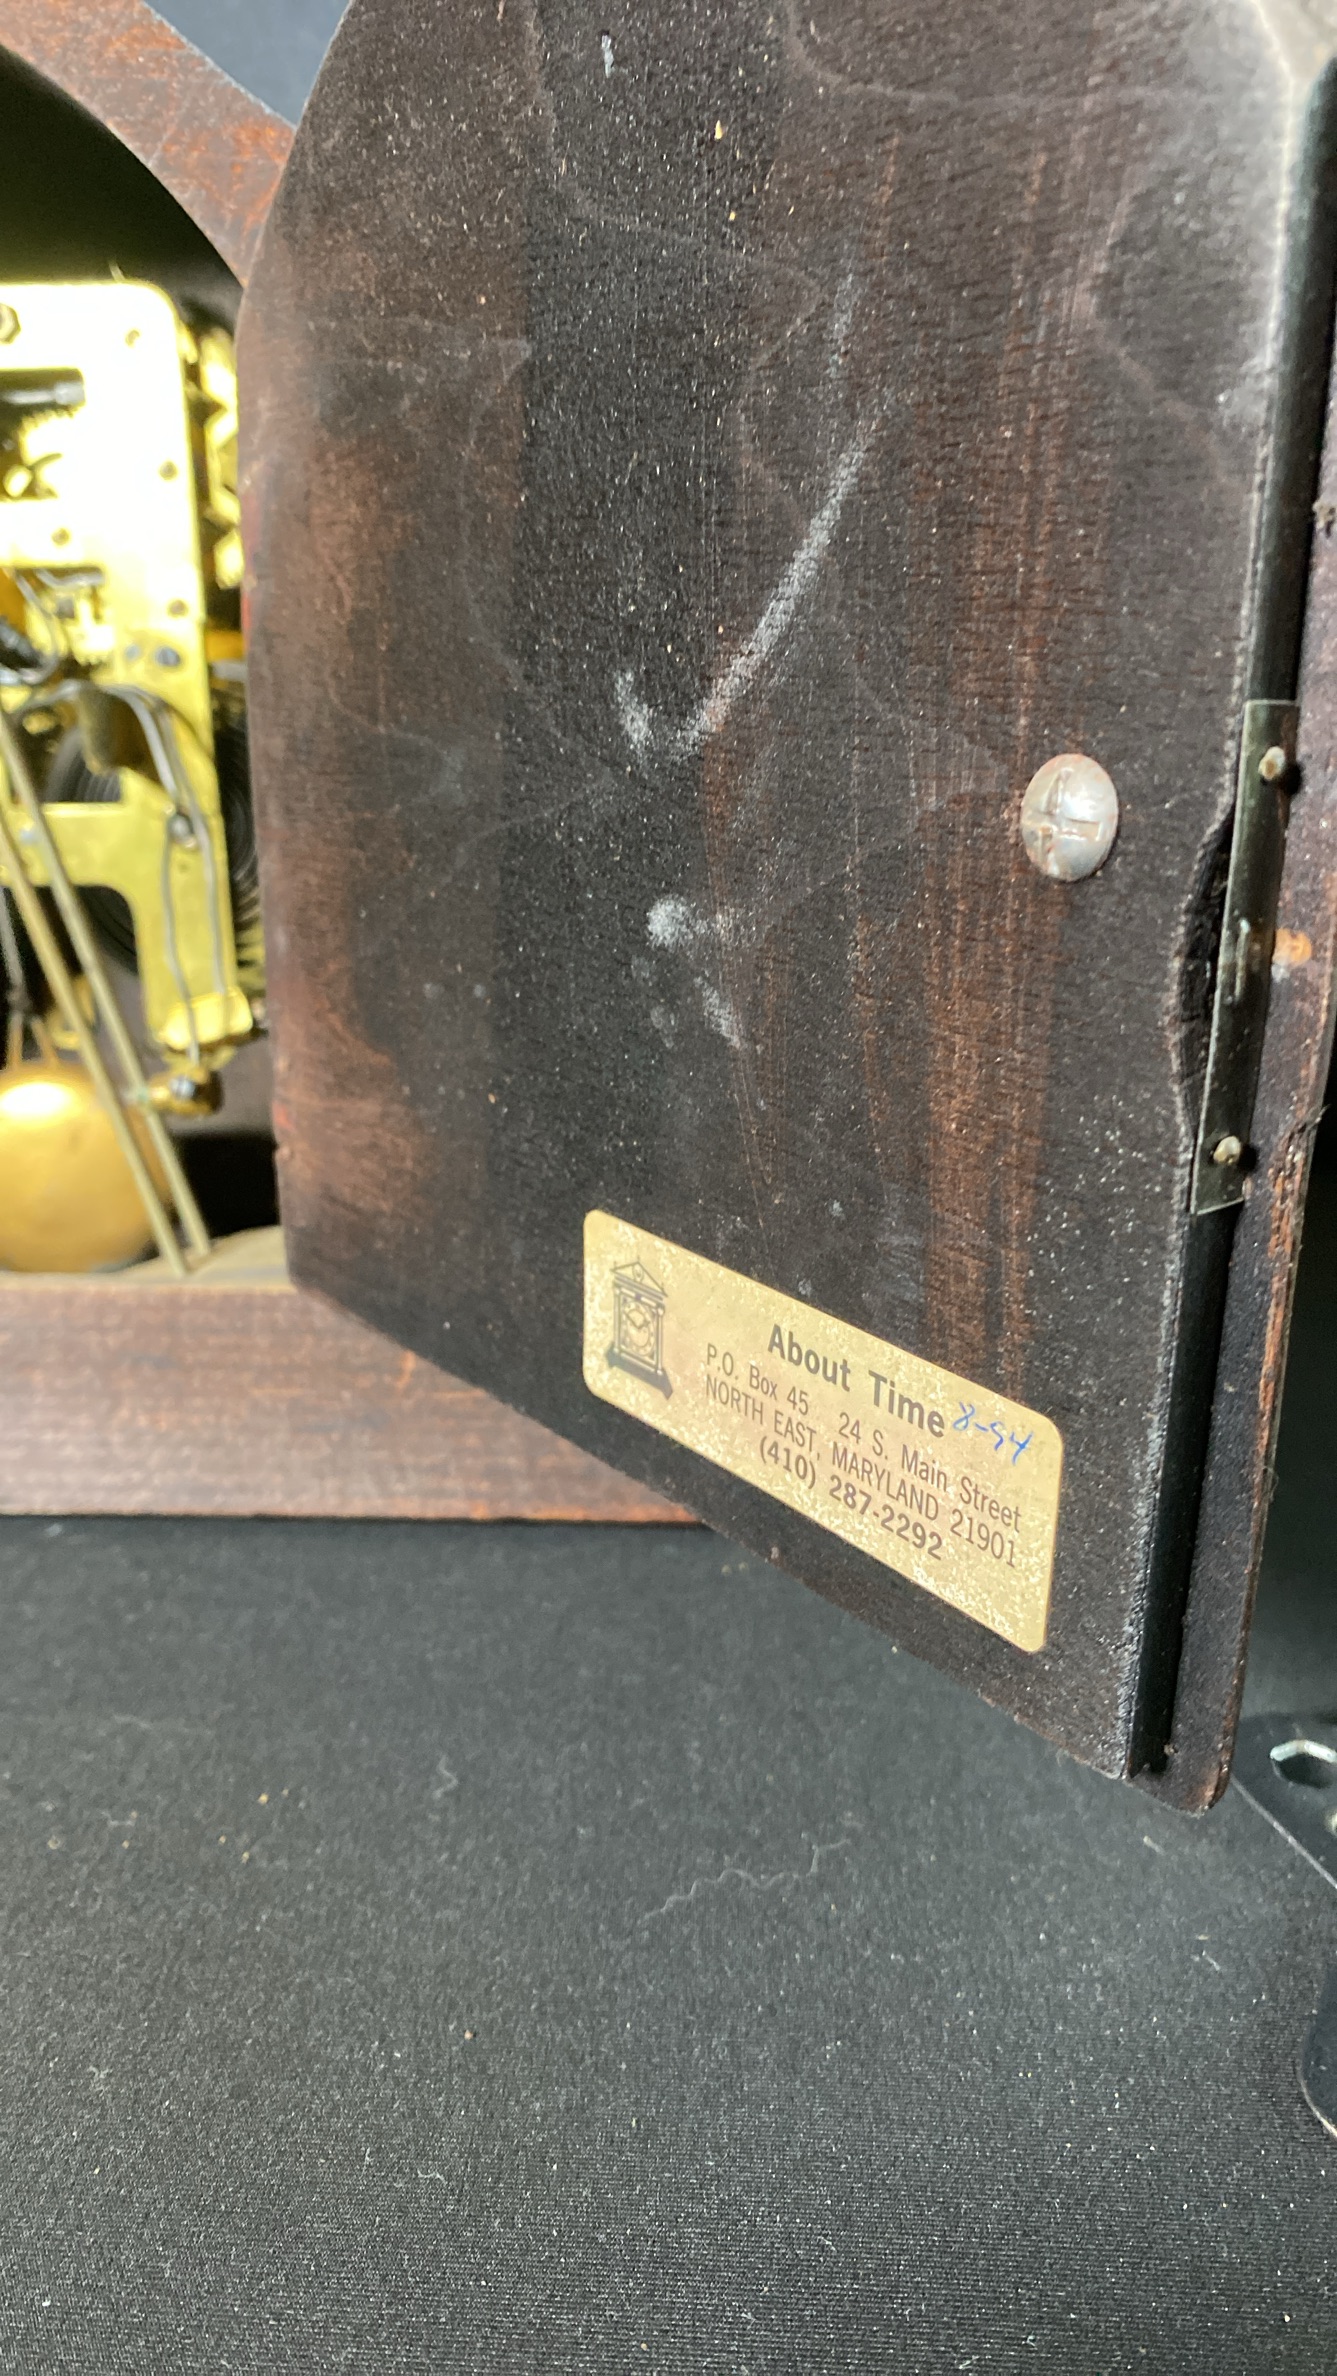 About Time 8-94
P.O. Box 45 24 S. Main Street
NORTH EAST, MARYLAND 21901
(410) 287-2292